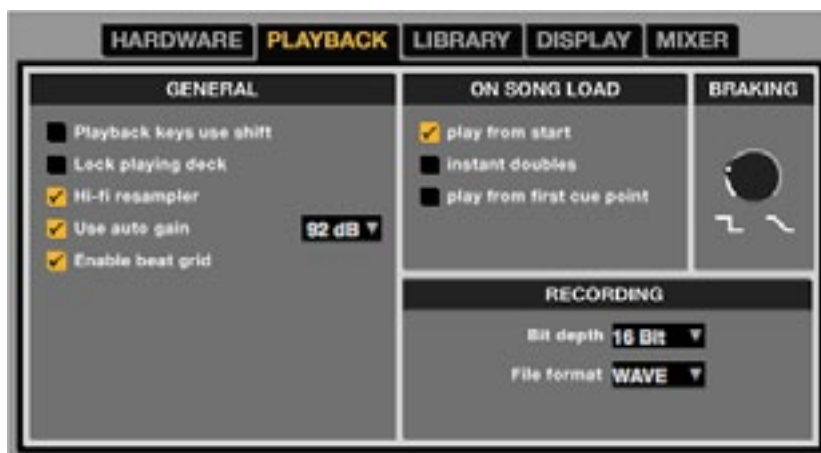 HARDWARE PLAYBACK LIBRARY DISPLAY MIXER
GENERAL
Playback keys use shift
Lock playing deck
Hi-fi resampler
Use auto gain 92 dB
Enable beat grid
ON SONG LOAD
play from start
instant doubles
play from first cue point
BRAKING
RECORDING
Bit depth 16 Bit
File format WAVE